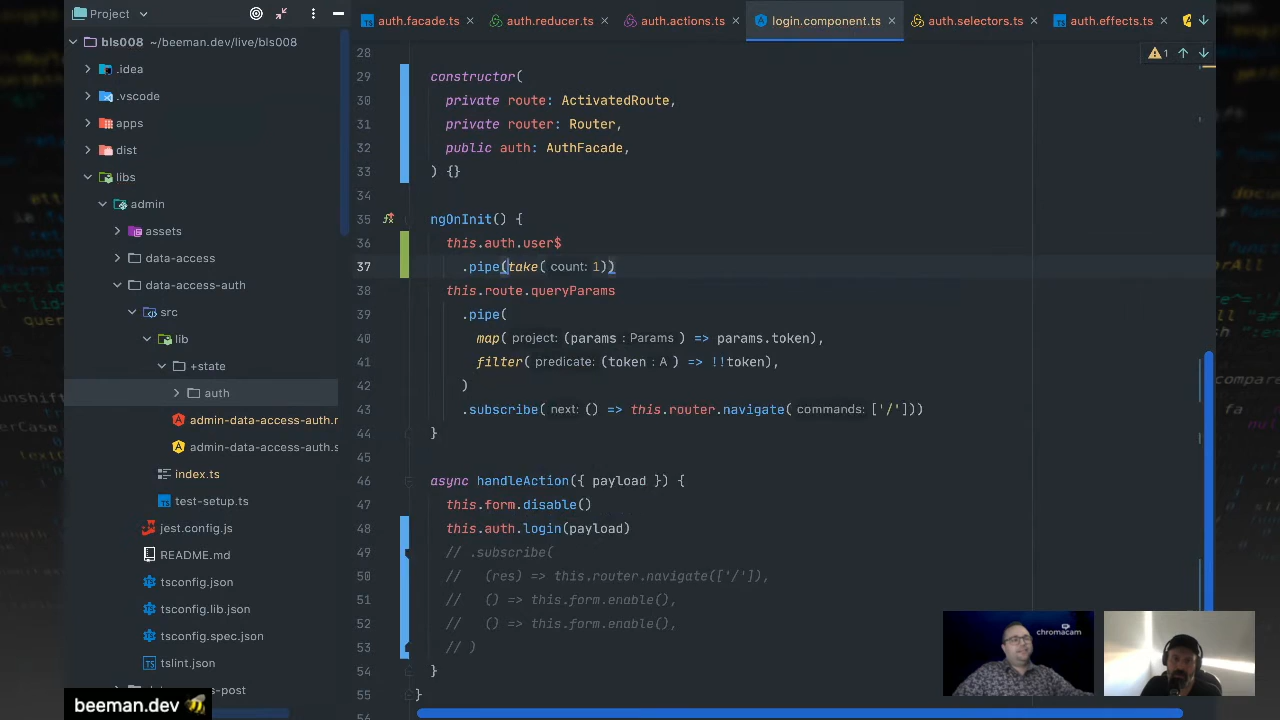 Project
auth.facade.ts
auth.reducer.ts
auth.actions.ts
login.component.ts
auth.selectors.ts
auth.effects.ts
bls008 ~/beeman.dev/live/bls008
.idea
.vscode
apps
dist
libs
admin
assets
data-access
data-access-auth
src
lib
+state
auth
admin-data-access-auth.r
admin-data-access-auth.s
index.ts
test-setup.ts
jest.config.js
README.md
tsconfig.json
tsconfig.lib.json
tsconfig.spec.json
tslint.json
-access-post
1
28
29 constructor(
30 private route: ActivatedRoute,
31 private router: Router,
32 public auth: AuthFacade,
33 ) {}
34
35 ngOnInit() {
36 this.auth.user$
37 .pipe(take( count: 1))
38 this.route.queryParams
39 .pipe(
40 map( project: (params : Params ) => params.token),
41 filter( predicate: (token : A ) => !!token),
42 )
43 .subscribe( next: () => this.router.navigate( commands: ['/']))
44 }
45
46 async handleAction({ payload }) {
47 this.form.disable()
48 this.auth.login(payload)
49 // .subscribe(
50 // (res) => this.router.navigate(['/']),
51 // () => this.form.enable(),
52 // () => this.form.enable(),
53 // )
54 }
55 }
chromacam
beeman.dev